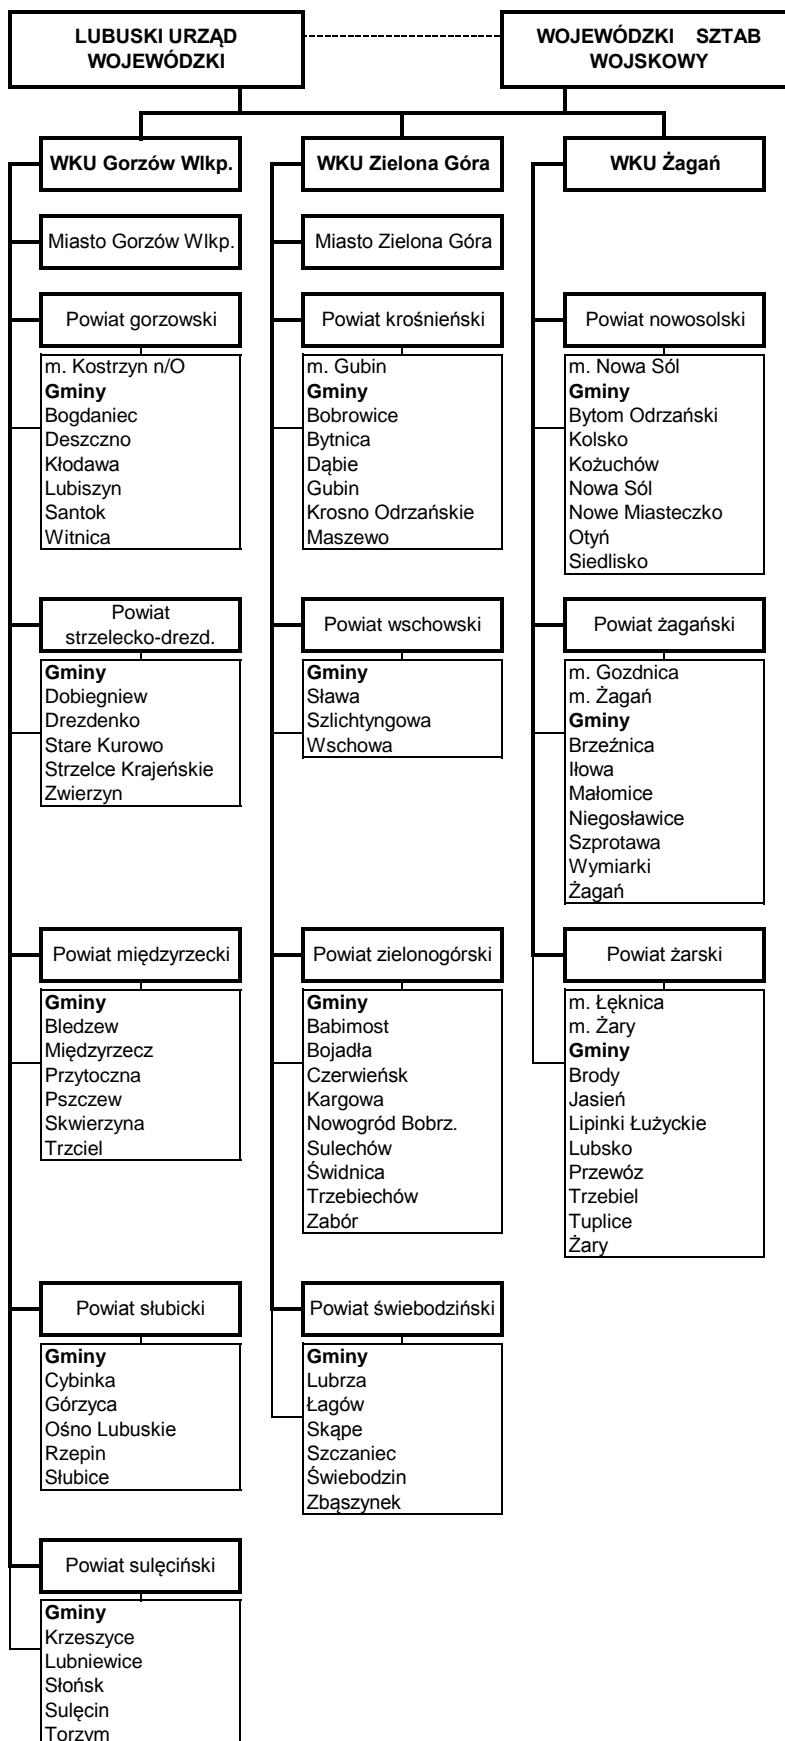 LUBUSKI URZĄD
WOJEWÓDZKI
WOJEWÓDZKI SZTAB
WOJSKOWY
WKU Gorzów Wlkp.
Miasto Gorzów Wlkp.
Powiat gorzowski
m. Kostrzyn n/O
Gminy
Bogdaniec
Deszczno
Kłodawa
Lubiszyn
Santok
Witnica
Powiat
strzelecko-drezd.
Gminy
Dobiegniew
Drezdenko
Stare Kurowo
Strzelce Krajeńskie
Zwierzyn
Powiat międzyrzecki
Gminy
Bledzew
Międzyrzecz
Przytoczna
Pszczew
Skwierzyna
Trzciel
Powiat słubicki
Gminy
Cybinka
Górzyca
Ośno Lubuskie
Rzepin
Słubice
Powiat sulęciński
Gminy
Krzeszyce
Lubniewice
Słońsk
Sulęcin
Torzym
WKU Zielona Góra
Miasto Zielona Góra
Powiat krośnieński
m. Gubin
Gminy
Bobrowice
Bytnica
Dąbie
Gubin
Krosno Odrzańskie
Maszewo
Powiat wschowski
Gminy
Sława
Szlichtyngowa
Wschowa
Powiat zielonogórski
Gminy
Babimost
Bojadła
Czerwieńsk
Kargowa
Nowogród Bobrz.
Sulechów
Świdnica
Trzebiechów
Zabór
Powiat świebodziński
Gminy
Lubrza
Łagów
Skąpe
Szczaniec
Świebodzin
Zbąszynek
WKU Żagań
Powiat nowosolski
m. Nowa Sól
Gminy
Bytom Odrzański
Kolsko
Kożuchów
Nowa Sól
Nowe Miasteczko
Otyń
Siedlisko
Powiat żagański
m. Gozdnica
m. Żagań
Gminy
Brzeźnica
Iłowa
Małomice
Niegosławice
Szprotawa
Wymiarki
Żagań
Powiat żarski
m. Łęknica
m. Żary
Gminy
Brody
Jasień
Lipinki Łużyckie
Lubsko
Przewóz
Trzebiel
Tuplice
Żary